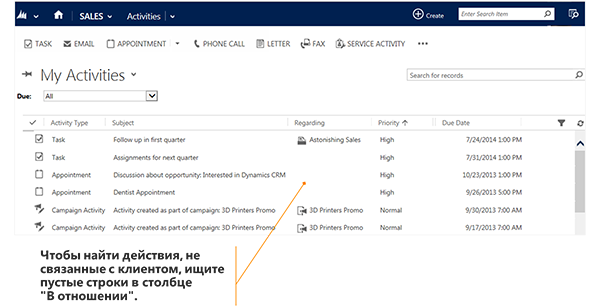 SALES Activities Create Enter Search Item
TASK EMAIL APPOINTMENT PHONE CALL LETTER FAX SERVICE ACTIVITY •••
My Activities Search for records
Due: All
Activity Type Subject Regarding Priority ↑ Due Date
Task Follow up in first quarter Astonishing Sales High 7/24/2014 1:00 PM
Task Assignments for next quarter High 7/31/2014 1:00 PM
Appointment Discussion about opportunity: Interested in Dynamics CRM High 10/23/2013 1:00 PM
Appointment Dentist Appointment High 9/26/2013 5:00 PM
Campaign Activity Activity created as part of campaign: 3D Printers Promo 3D Printers Promo Normal 9/30/2013 7:00 AM
Campaign Activity Activity created as part of campaign: 3D Printers Promo 3D Printers Promo Normal 9/17/2013 7:00 AM
Чтобы найти действия, не
связанные с клиентом, ищите
пустые строки в столбце
"В отношении".